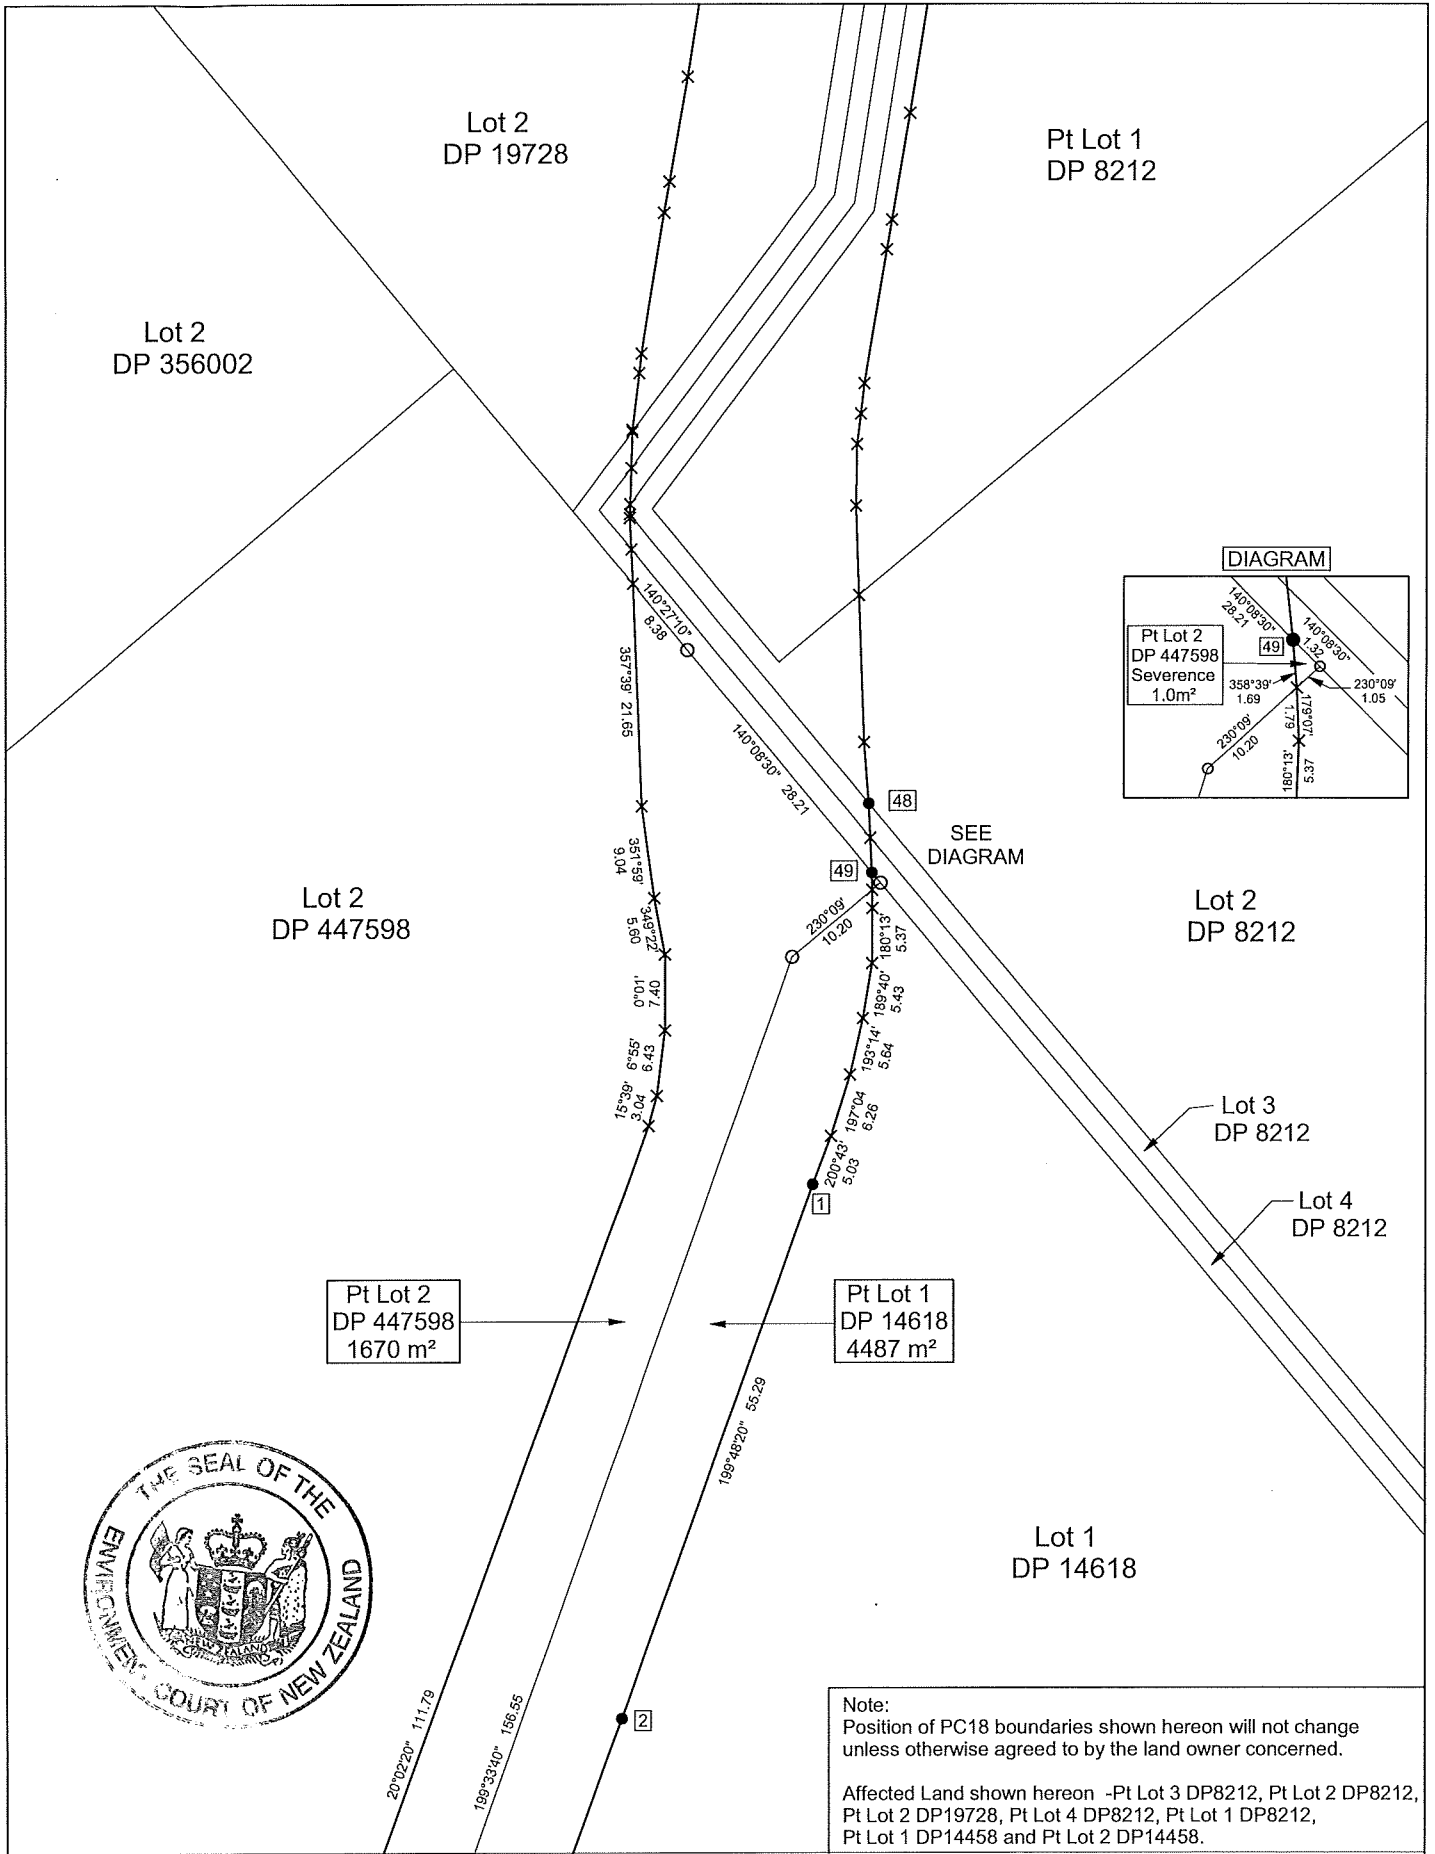 Lot 2
DP 19728
Pt Lot 1
DP 8212
Lot 2
DP 356002
DIAGRAM
140°08'30"
28.21
140°08'30"
1.32
49
Pt Lot 2
DP 447598
Severence
1.0m²
358°39'
1.69
230°09'
1.05
179°07'
1.79
230°09'
10.20
180°13'
5.37
140°27'10"
8.38
357°39' 21.65
140°08'30" 28.21
48
SEE
DIAGRAM
49
351°59'
9.04
349°22'
5.60
230°09'
10.20
180°13'
5.37
Lot 2
DP 447598
Lot 2
DP 8212
0°01'
7.40
189°40'
5.43
6°55'
6.43
193°14'
5.64
15°39'
3.04
197°04
6.26
200°43'
5.03
1
Lot 3
DP 8212
Lot 4
DP 8212
Pt Lot 2
DP 447598
1670 m²
Pt Lot 1
DP 14618
4487 m²
199°48'20" 55.29
THE SEAL OF THE
ENVIRONMENT COURT OF NEW ZEALAND
NEW ZEALAND
Lot 1
DP 14618
20°02'20" 111.79
199°33'40" 156.55
2
Note:
Position of PC18 boundaries shown hereon will not change
unless otherwise agreed to by the land owner concerned.
Affected Land shown hereon -Pt Lot 3 DP8212, Pt Lot 2 DP8212,
Pt Lot 2 DP19728, Pt Lot 4 DP8212, Pt Lot 1 DP8212,
Pt Lot 1 DP14458 and Pt Lot 2 DP14458.